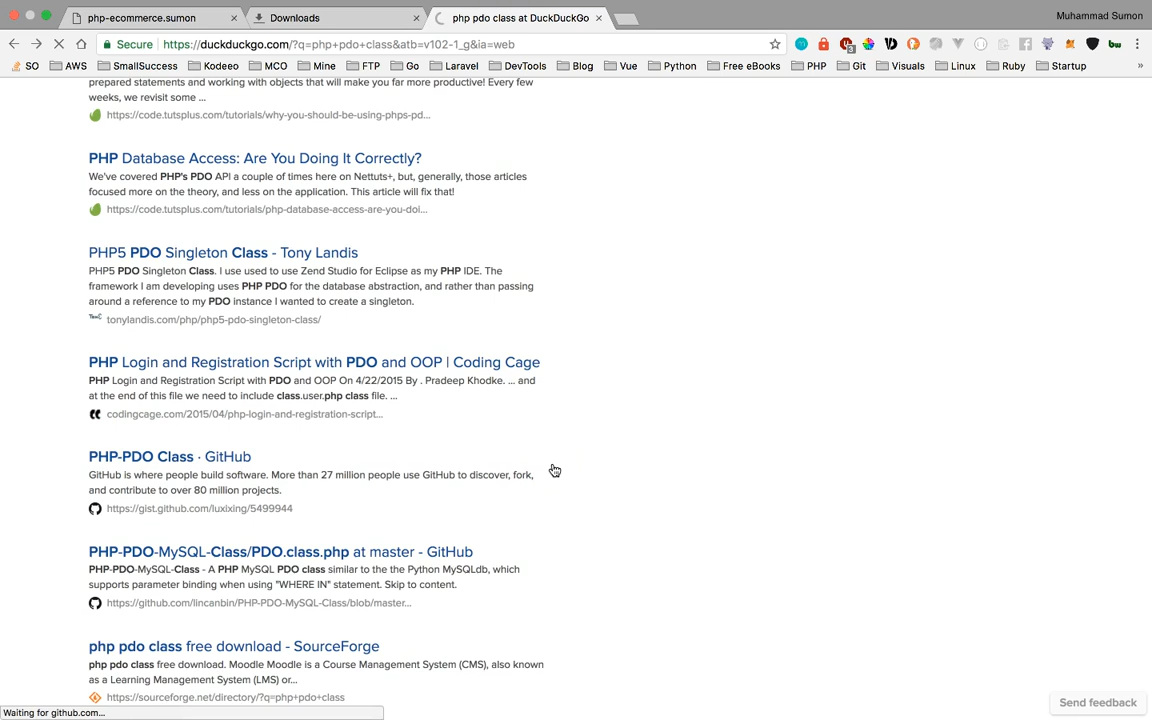 php-ecommerce.sumon
Downloads
php pdo class at DuckDuckGo
Muhammad Sumon
Secure
https://duckduckgo.com/?q=php+pdo+class&atb=v102-1_g&ia=web
SO AWS SmallSuccess Kodeeo MCO Mine FTP Go Laravel DevTools Blog Vue Python Free eBooks PHP Git Visuals Linux Ruby Startup »
prepared statements and working with objects that will make you far more productive! Every few
weeks, we revisit some ...
https://code.tutsplus.com/tutorials/why-you-should-be-using-phps-pd...
PHP Database Access: Are You Doing It Correctly?
We've covered PHP's PDO API a couple of times here on Nettuts+, but, generally, those articles
focused more on the theory, and less on the application. This article will fix that!
https://code.tutsplus.com/tutorials/php-database-access-are-you-doi...
PHP5 PDO Singleton Class - Tony Landis
PHP5 PDO Singleton Class. I use used to use Zend Studio for Eclipse as my PHP IDE. The
framework I am developing uses PHP PDO for the database abstraction, and rather than passing
around a reference to my PDO instance I wanted to create a singleton.
tonylandis.com/php/php5-pdo-singleton-class/
PHP Login and Registration Script with PDO and OOP | Coding Cage
PHP Login and Registration Script with PDO and OOP On 4/22/2015 By . Pradeep Khodke. ... and
at the end of this file we need to include class.user.php class file. ...
codingcage.com/2015/04/php-login-and-registration-script...
PHP-PDO Class · GitHub
GitHub is where people build software. More than 27 million people use GitHub to discover, fork,
and contribute to over 80 million projects.
https://gist.github.com/luxixing/5499944
PHP-PDO-MySQL-Class/PDO.class.php at master - GitHub
PHP-PDO-MySQL-Class - A PHP MySQL PDO class similar to the the Python MySQLdb, which
supports parameter binding when using "WHERE IN" statement. Skip to content.
https://github.com/lincanbin/PHP-PDO-MySQL-Class/blob/master...
php pdo class free download - SourceForge
php pdo class free download. Moodle Moodle is a Course Management System (CMS), also known
as a Learning Management System (LMS) or...
https://sourceforge.net/directory/?q=php+pdo+class
Send feedback
Waiting for github.com...